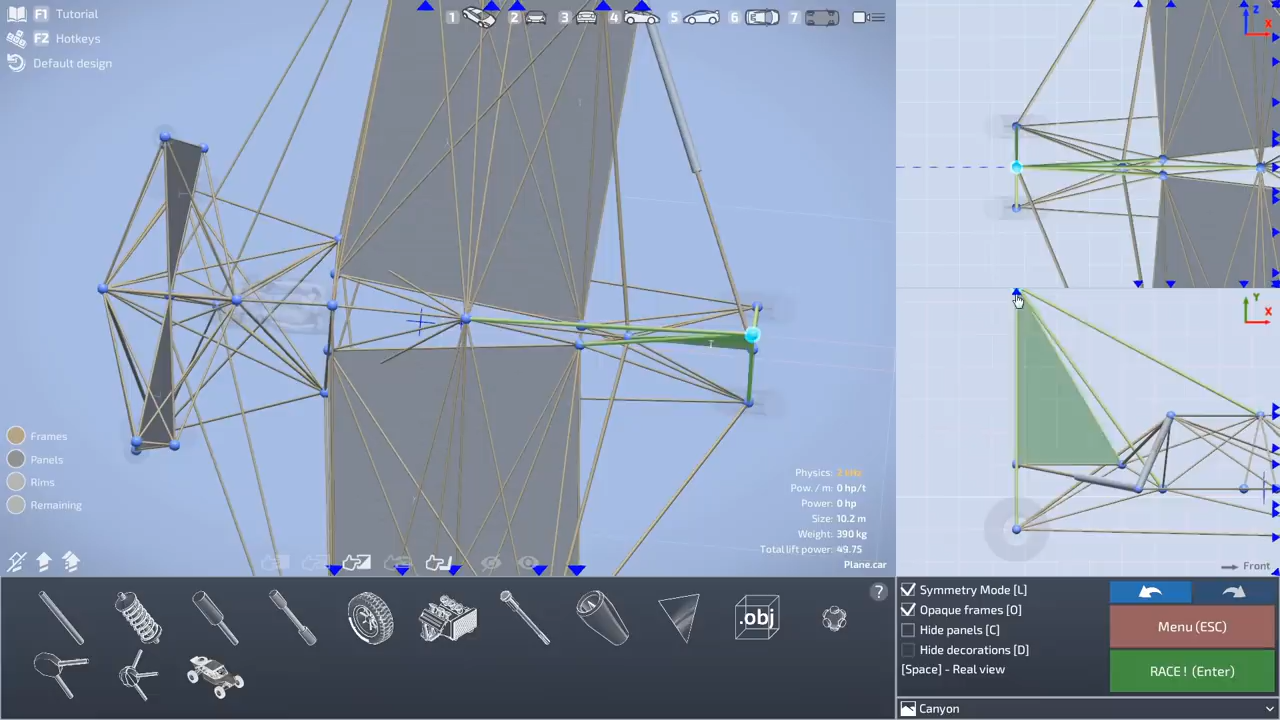 F1 Tutorial
F2 Hotkeys
Default design
1 2 3 4 5 6 7
Z
X
Y
X
Front
Frames
Panels
Rims
Remaining
Pow. / m: 0 hp/t
Power: 0 hp
Size: 10.2 m
Weight: 390 kg
Total lift power: 49.75
Plane.car
?
.obj
Symmetry Mode [L]
Opaque frames [O]
Hide panels [C]
Hide decorations [D]
[Space] - Real view
Menu (ESC)
RACE! (Enter)
Canyon